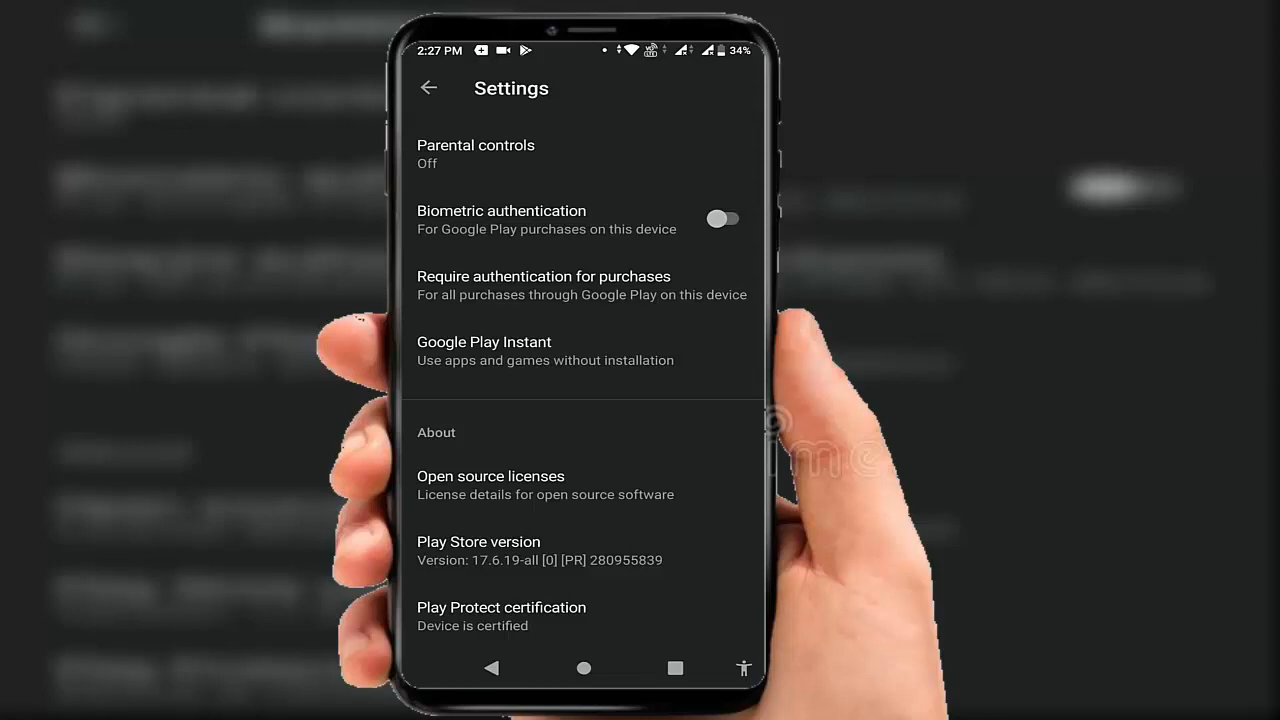 2:27 PM 34%
Settings
Parental controls
Off
Biometric authentication
For Google Play purchases on this device
Require authentication for purchases
For all purchases through Google Play on this device
Google Play Instant
Use apps and games without installation
About
Open source licenses
License details for open source software
Play Store version
Version: 17.6.19-all [0] [PR] 280955839
Play Protect certification
Device is certified